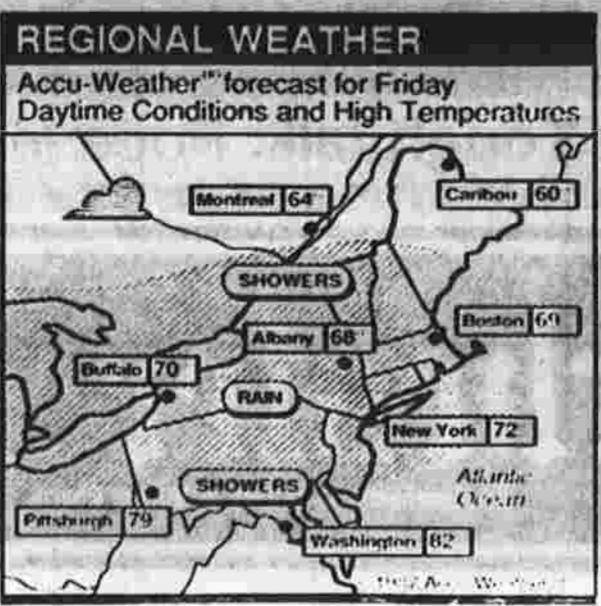 REGIONAL WEATHER
Accu-Weather™ forecast for Friday
Daytime Conditions and High Temperatures
Montreal 64°
Caribou 60°
SHOWERS
Boston 69
Albany 68°
Buffalo 70
RAIN
New York 72
SHOWERS
Atlantic
Ocean
Pittsburgh 79
Washington 82